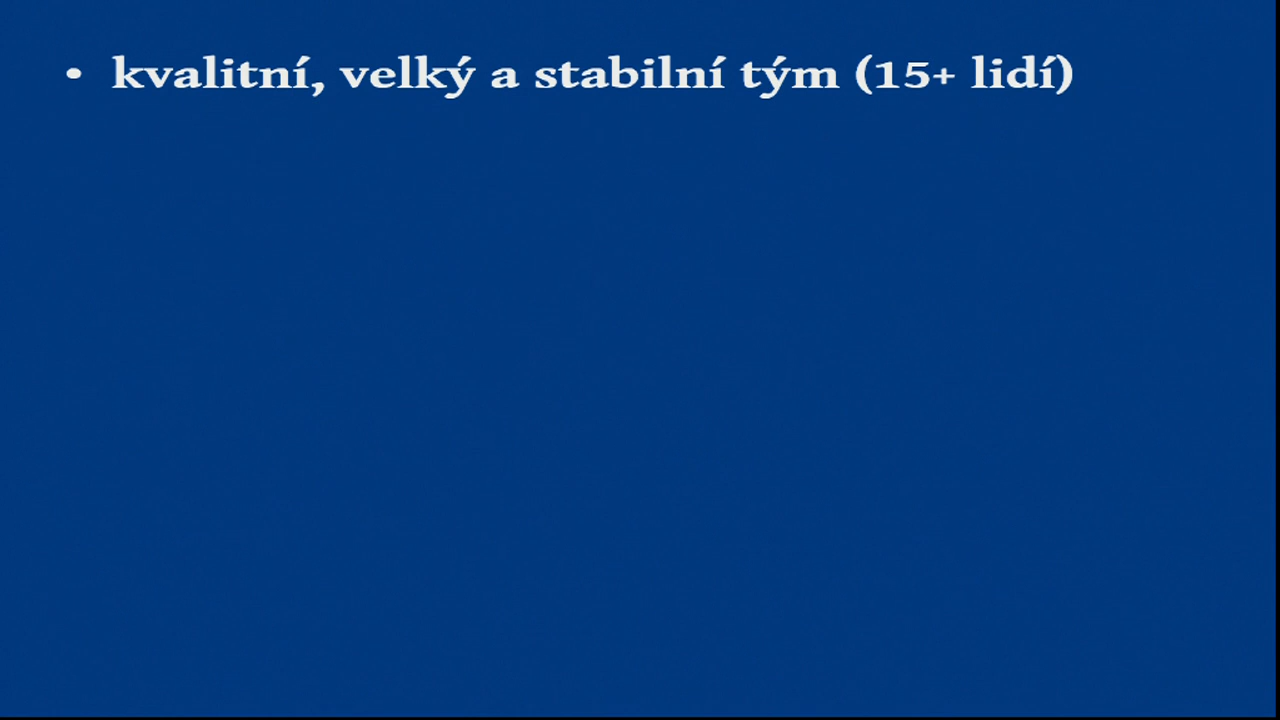 • kvalitní, velký a stabilní tým (15+ lidí)